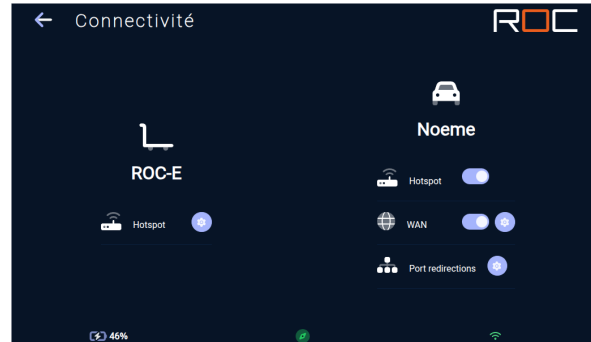 Connectivité
ROC
Noeme
ROC-E
Hotspot
WAN
Port redirections
Hotspot
46%